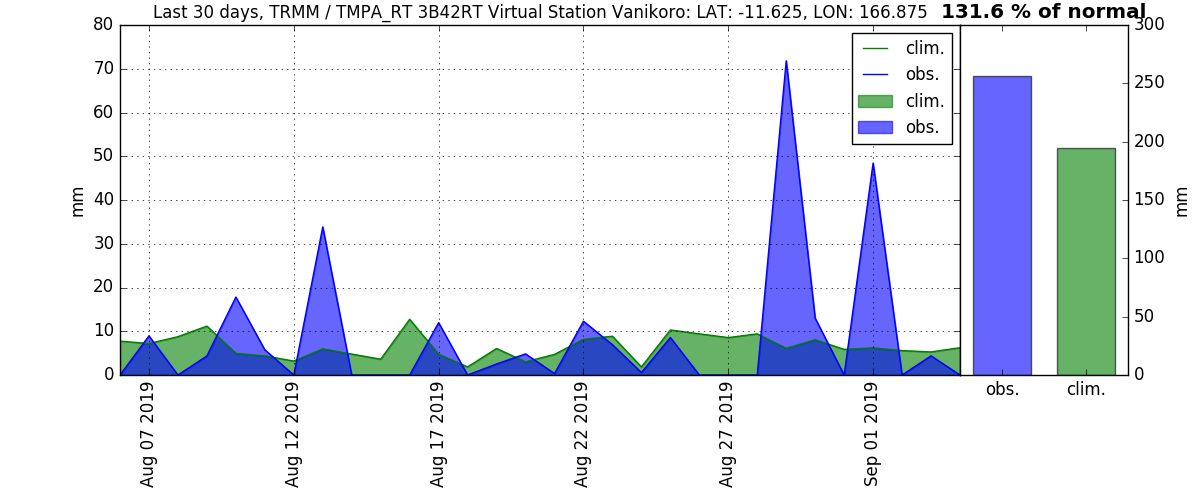 Last 30 days, TRMM / TMPA_RT 3B42RT Virtual Station Vanikoro: LAT: -11.625, LON: 166.875 131.6 % of normal
80
70
60
50
40
30
20
10
0
mm
clim.
obs.
clim.
obs.
300
250
200
150
100
50
0
mm
Aug 07 2019
Aug 12 2019
Aug 17 2019
Aug 22 2019
Aug 27 2019
Sep 01 2019
obs.
clim.